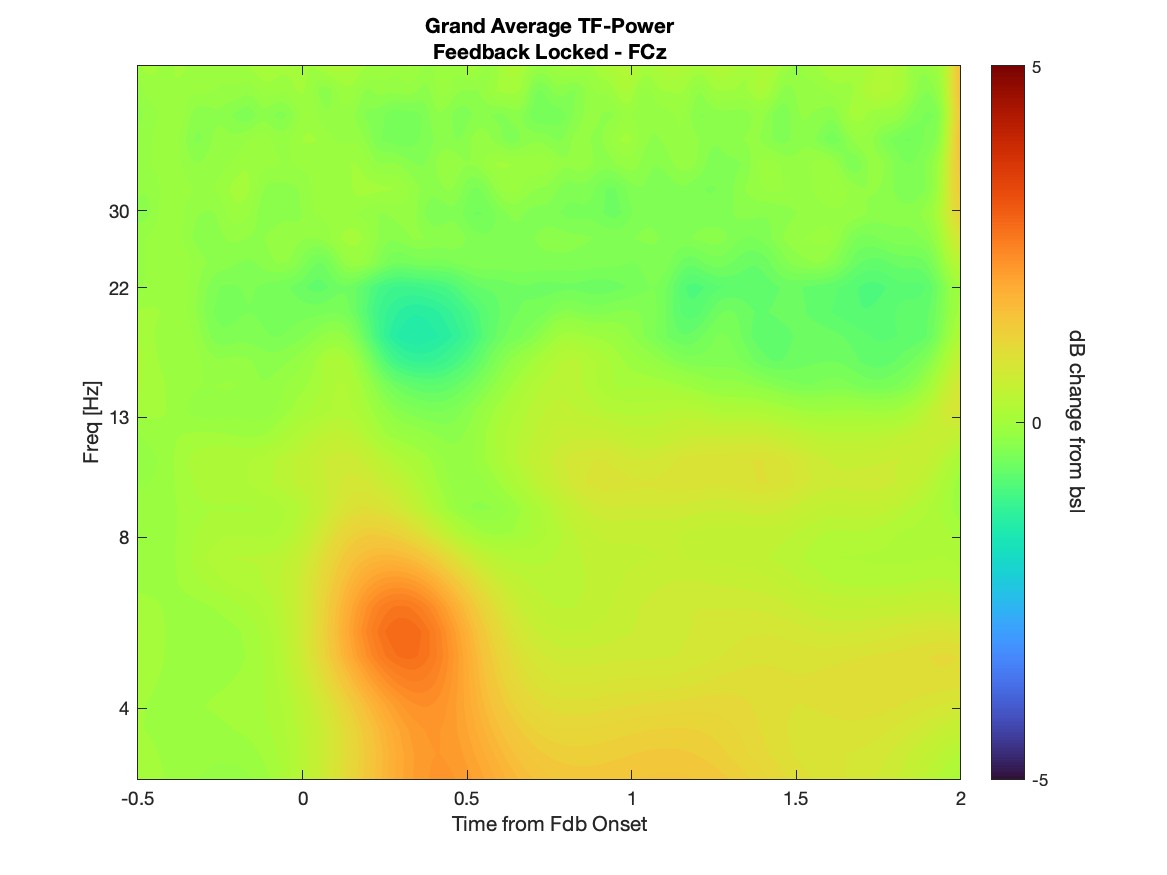 Grand Average TF-Power
Feedback Locked - FCz
5
30
22
dB change from bsl
Freq [Hz]
13
0
8
4
-5
-0.5 0 0.5 1 1.5 2
Time from Fdb Onset